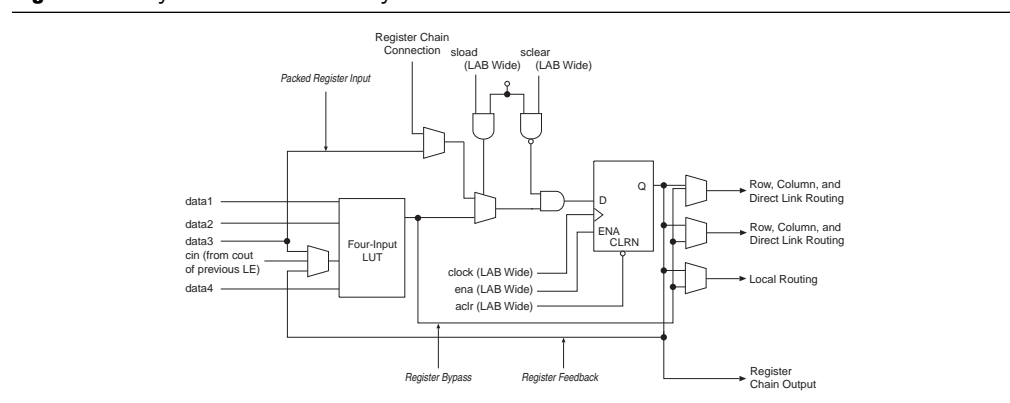 Register Chain
Connection
sload
(LAB Wide)
sclear
(LAB Wide)
Packed Register Input
data1
data2
data3
cin (from cout
of previous LE)
data4
Four-Input
LUT
Q
D
ENA
CLRN
clock (LAB Wide)
ena (LAB Wide)
aclr (LAB Wide)
Row, Column, and
Direct Link Routing
Row, Column, and
Direct Link Routing
Local Routing
Register Bypass
Register Feedback
Register
Chain Output